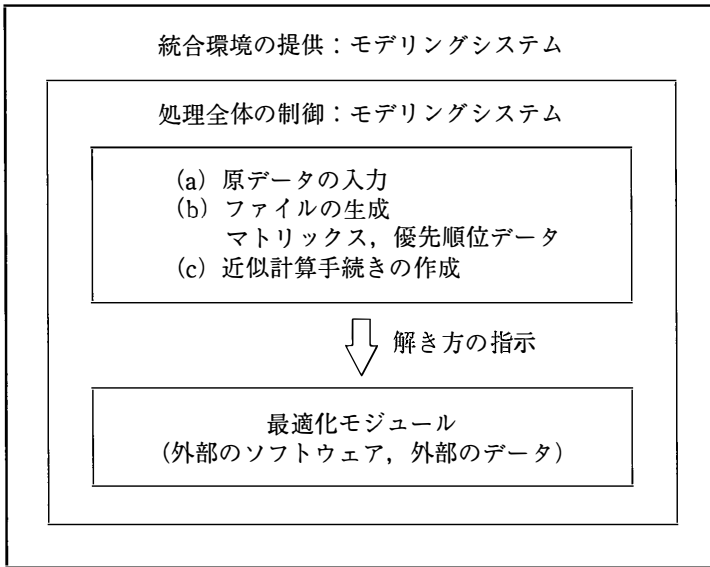 統合環境の提供：モデリングシステム
処理全体の制御：モデリングシステム
(a) 原データの入力
(b) ファイルの生成
マトリックス，優先順位データ
(c) 近似計算手続きの作成
解き方の指示
最適化モジュール
(外部のソフトウェア，外部のデータ)